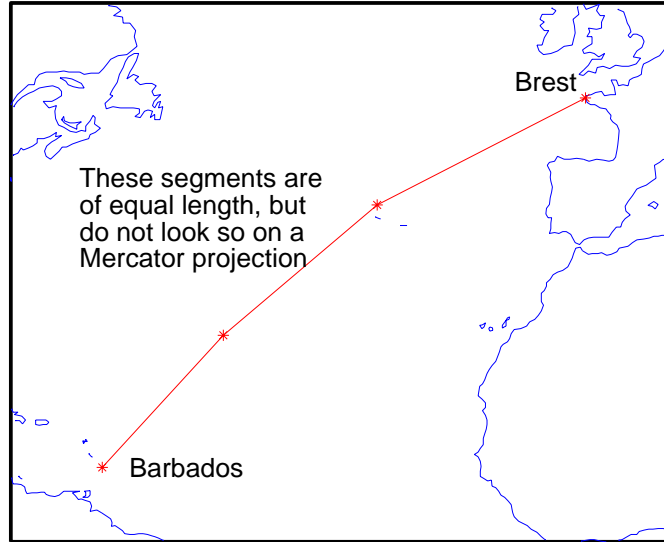 Brest
These segments are
of equal length, but
do not look so on a
Mercator projection
Barbados